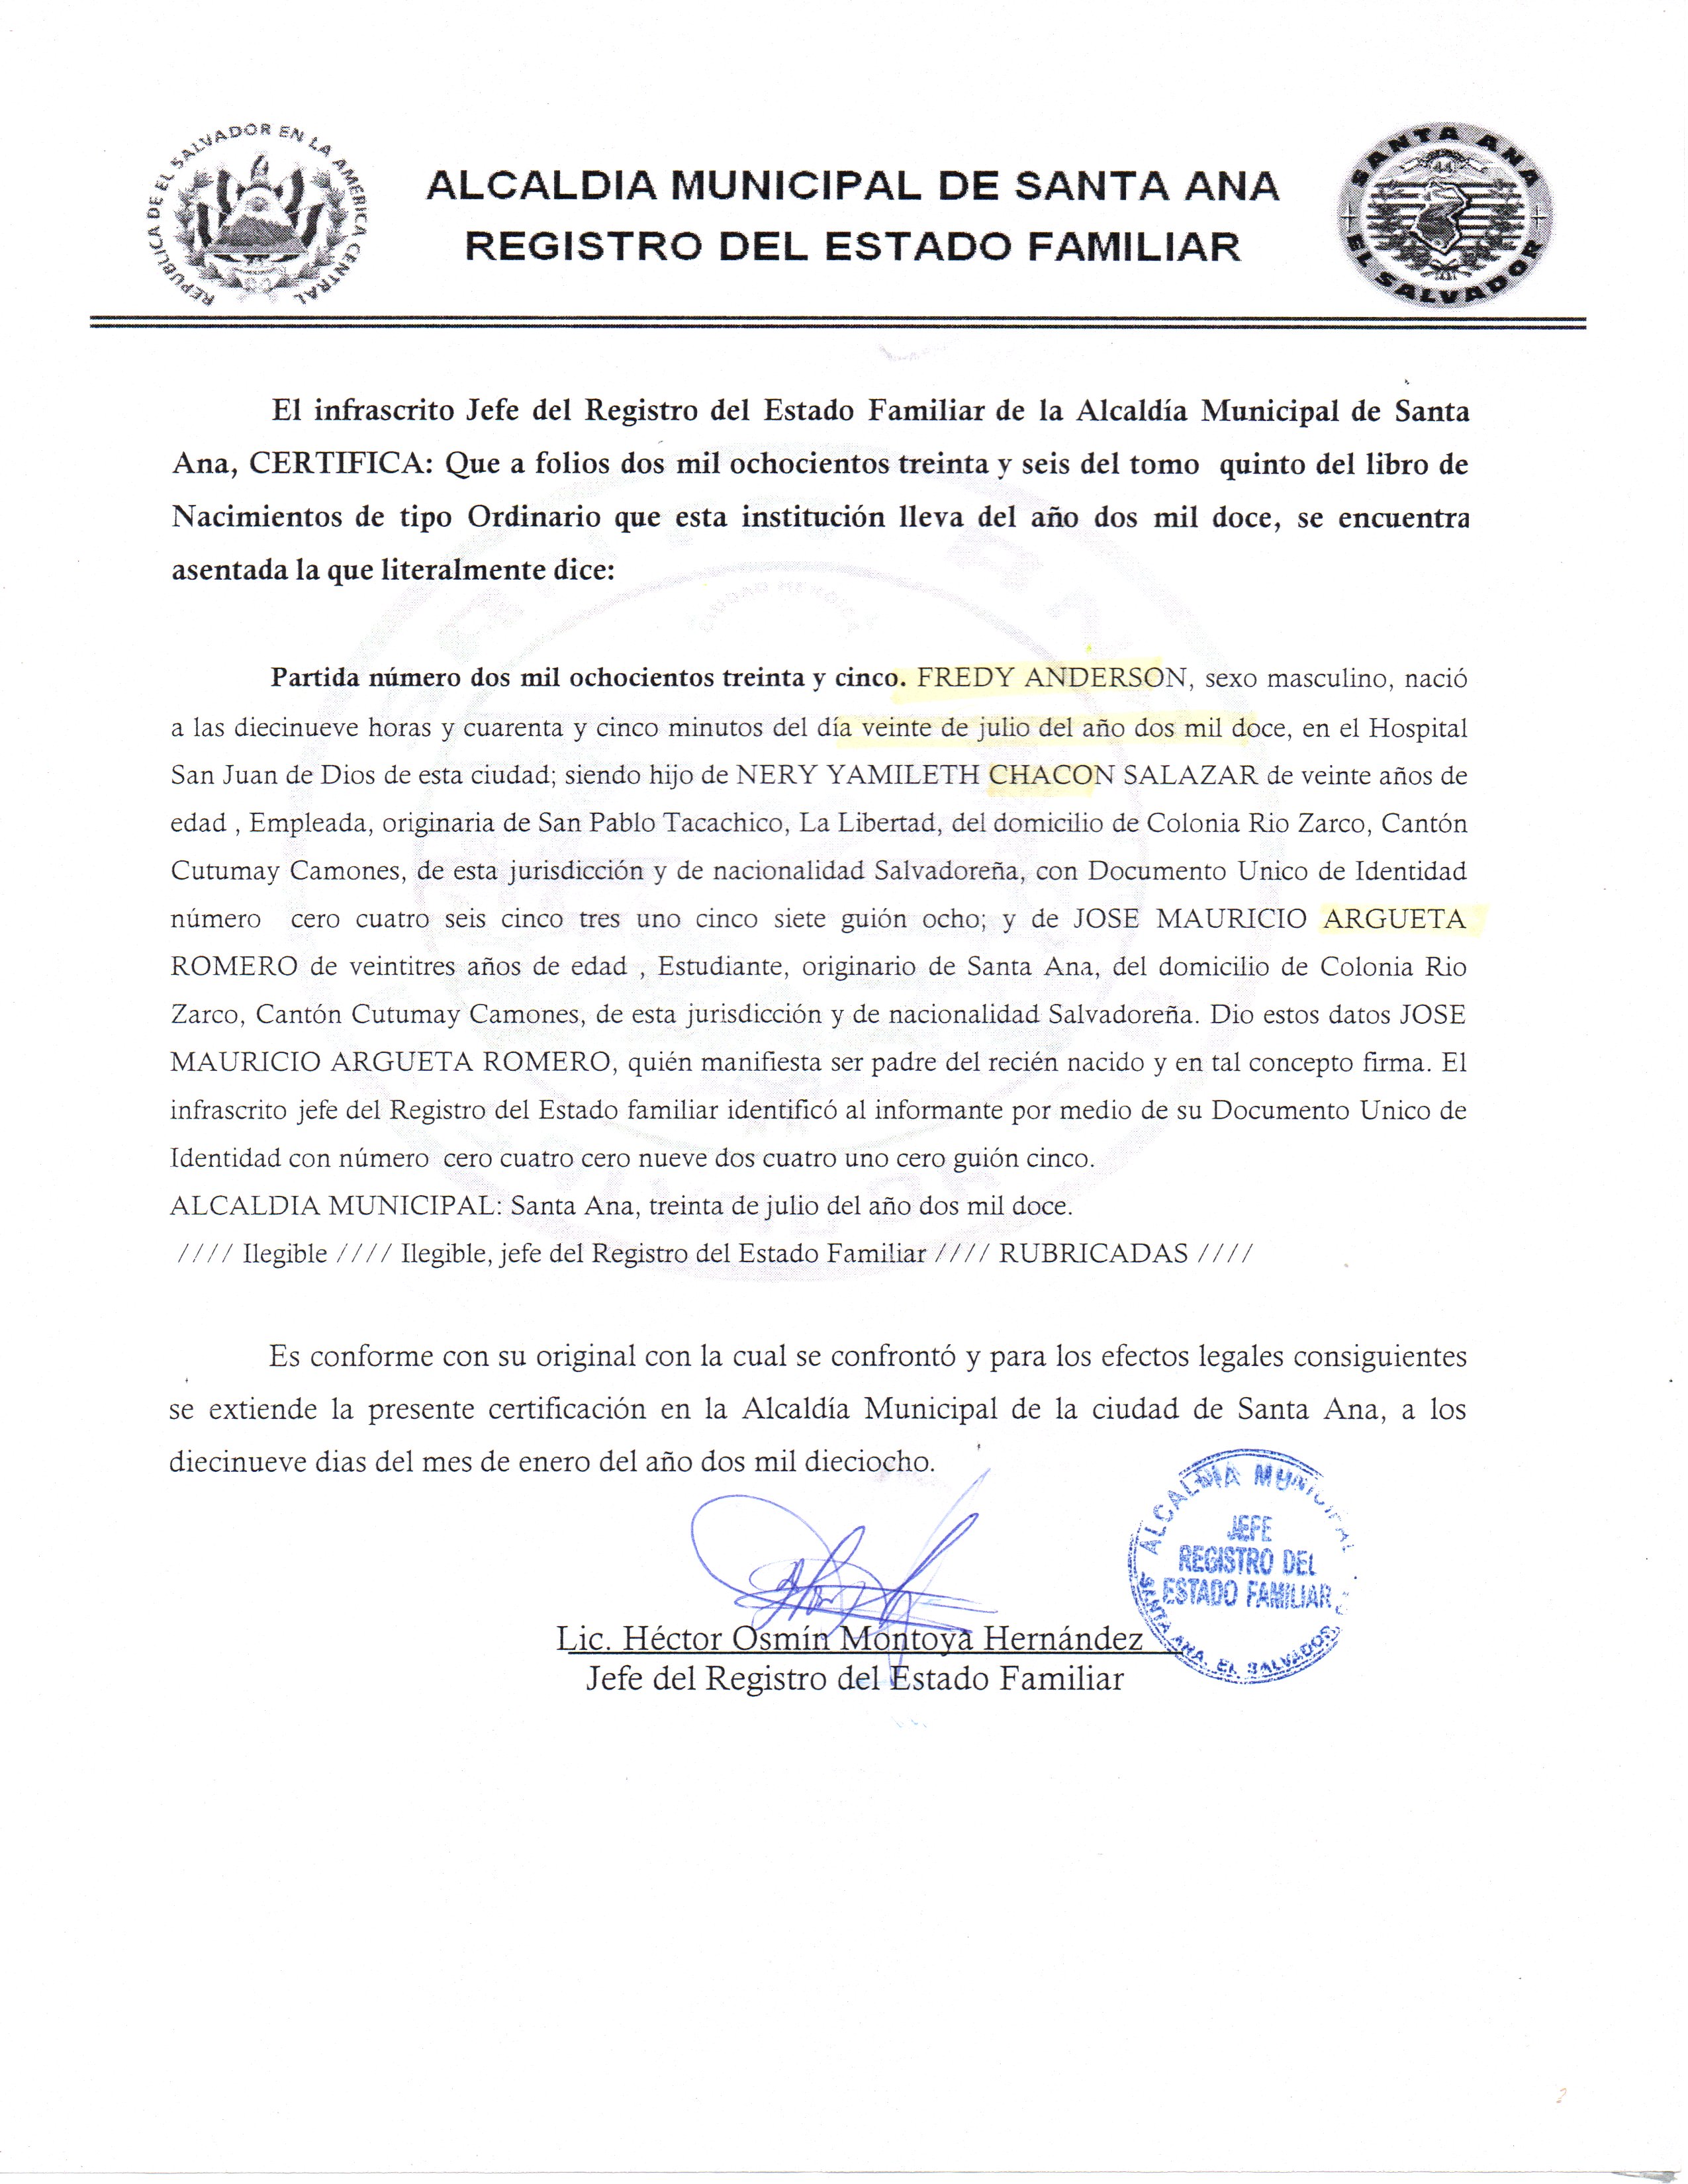 REPUBLICA DE EL SALVADOR EN LA AMERICA CENTRAL
ALCALDIA MUNICIPAL DE SANTA ANA
REGISTRO DEL ESTADO FAMILIAR
SANTA ANA
EL SALVADOR
El infrascrito Jefe del Registro del Estado Familiar de la Alcaldía Municipal de Santa
Ana, CERTIFICA: Que a folios dos mil ochocientos treinta y seis del tomo quinto del libro de
Nacimientos de tipo Ordinario que esta institución lleva del año dos mil doce, se encuentra
asentada la que literalmente dice:
Partida número dos mil ochocientos treinta y cinco. FREDY ANDERSON, sexo masculino, nació
a las diecinueve horas y cuarenta y cinco minutos del día veinte de julio del año dos mil doce, en el Hospital
San Juan de Dios de esta ciudad; siendo hijo de NERY YAMILETH CHACON SALAZAR de veinte años de
edad , Empleada, originaria de San Pablo Tacachico, La Libertad, del domicilio de Colonia Rio Zarco, Cantón
Cutumay Camones, de esta jurisdicción y de nacionalidad Salvadoreña, con Documento Unico de Identidad
número cero cuatro seis cinco tres uno cinco siete guión ocho; y de JOSE MAURICIO ARGUETA
ROMERO de veintitres años de edad , Estudiante, originario de Santa Ana, del domicilio de Colonia Rio
Zarco, Cantón Cutumay Camones, de esta jurisdicción y de nacionalidad Salvadoreña. Dio estos datos JOSE
MAURICIO ARGUETA ROMERO, quién manifiesta ser padre del recién nacido y en tal concepto firma. El
infrascrito jefe del Registro del Estado familiar identificó al informante por medio de su Documento Unico de
Identidad con número cero cuatro cero nueve dos cuatro uno cero guión cinco.
ALCALDIA MUNICIPAL: Santa Ana, treinta de julio del año dos mil doce.
//// Ilegible //// Ilegible, jefe del Registro del Estado Familiar //// RUBRICADAS ////
Es conforme con su original con la cual se confrontó y para los efectos legales consiguientes
se extiende la presente certificación en la Alcaldía Municipal de la ciudad de Santa Ana, a los
diecinueve dias del mes de enero del año dos mil dieciocho.
ALCALDIA MUNICIPAL
JEFE
REGISTRO DEL
ESTADO FAMILIAR
SANTA ANA, EL SALVADOR
Lic. Héctor Osmín Montoya Hernández
Jefe del Registro del Estado Familiar
2